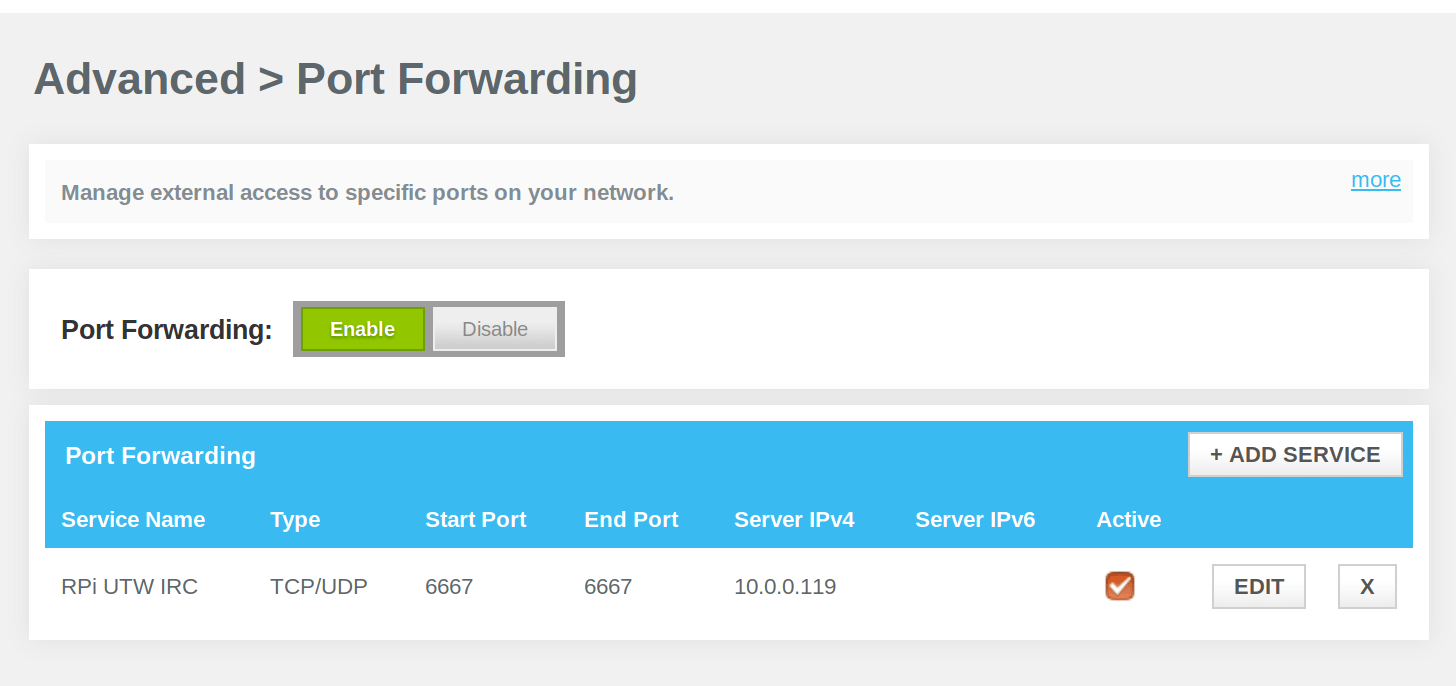 Advanced > Port Forwarding
Manage external access to specific ports on your network.
more
Port Forwarding: Enable Disable
Port Forwarding + ADD SERVICE
Service Name Type Start Port End Port Server IPv4 Server IPv6 Active
RPi UTW IRC TCP/UDP 6667 6667 10.0.0.119 EDIT X